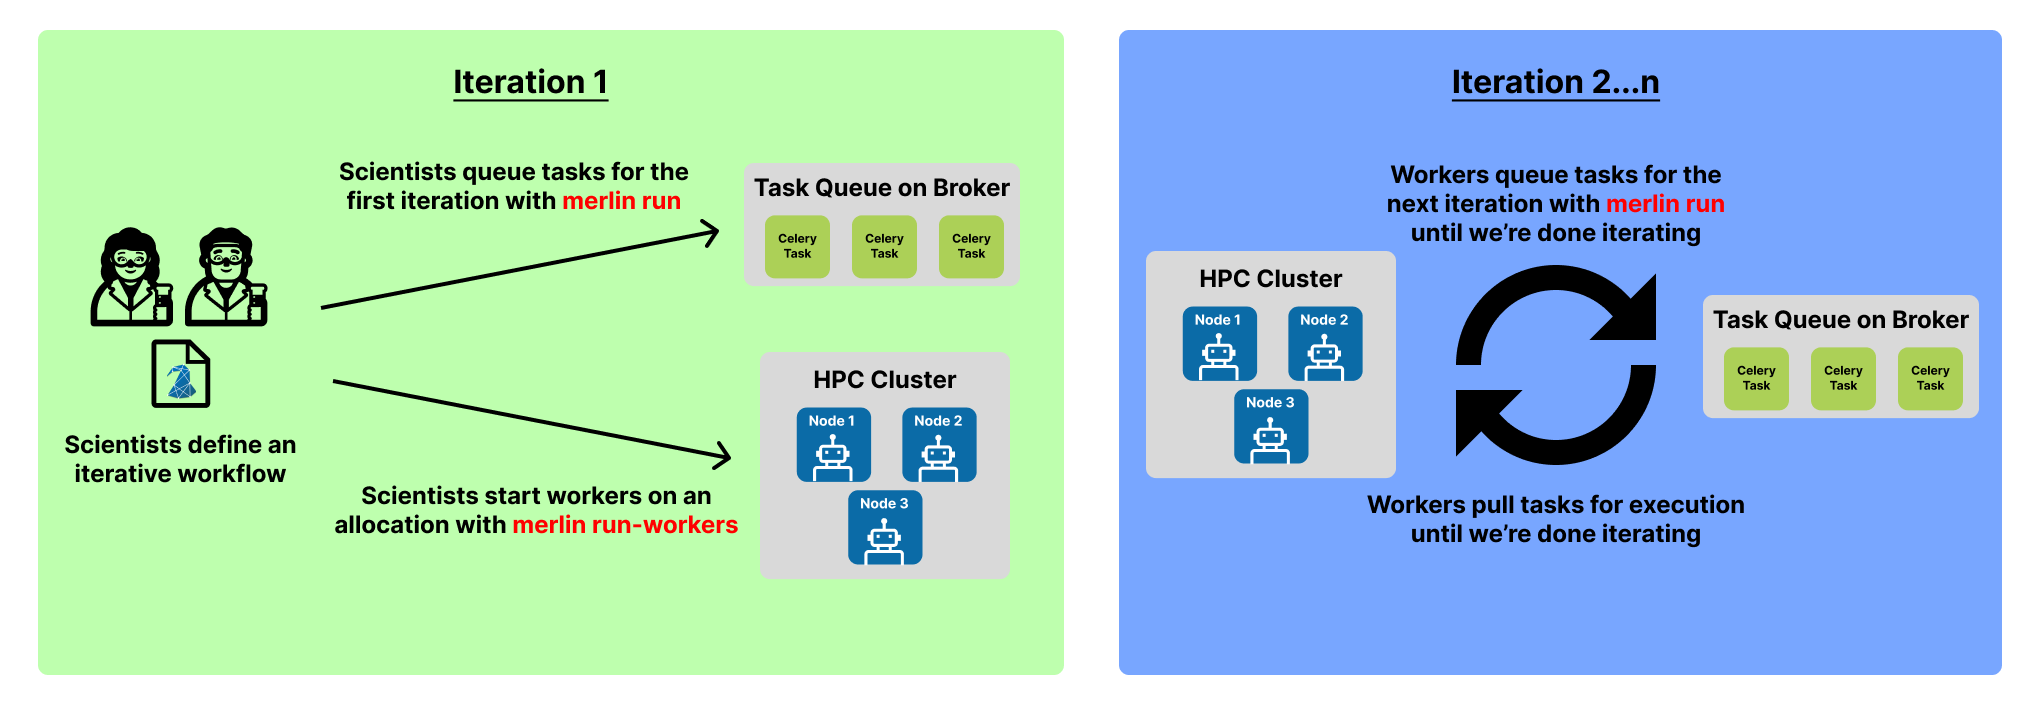 Iteration 1
Scientists queue tasks for the
first iteration with merlin run
Task Queue on Broker
Celery
Task
Celery
Task
Celery
Task
Scientists define an
iterative workflow
HPC Cluster
Node 1
Node 2
Node 3
Scientists start workers on an
allocation with merlin run-workers
Iteration 2...n
Workers queue tasks for the
next iteration with merlin run
until we're done iterating
HPC Cluster
Node 1
Node 2
Node 3
Task Queue on Broker
Celery
Task
Celery
Task
Celery
Task
Workers pull tasks for execution
until we're done iterating